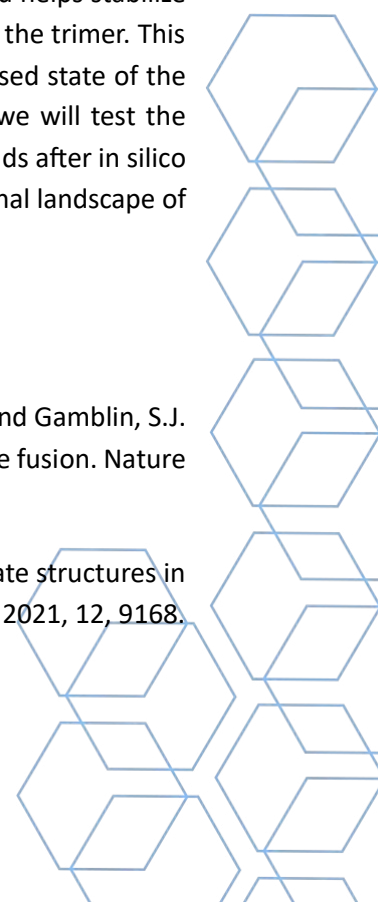 helps stabilize
the trimer. This
sed state of the
we will test the
ds after in silico
nal landscape of
nd Gamblin, S.J.
e fusion. Nature
ate structures in
2021, 12, 9168.